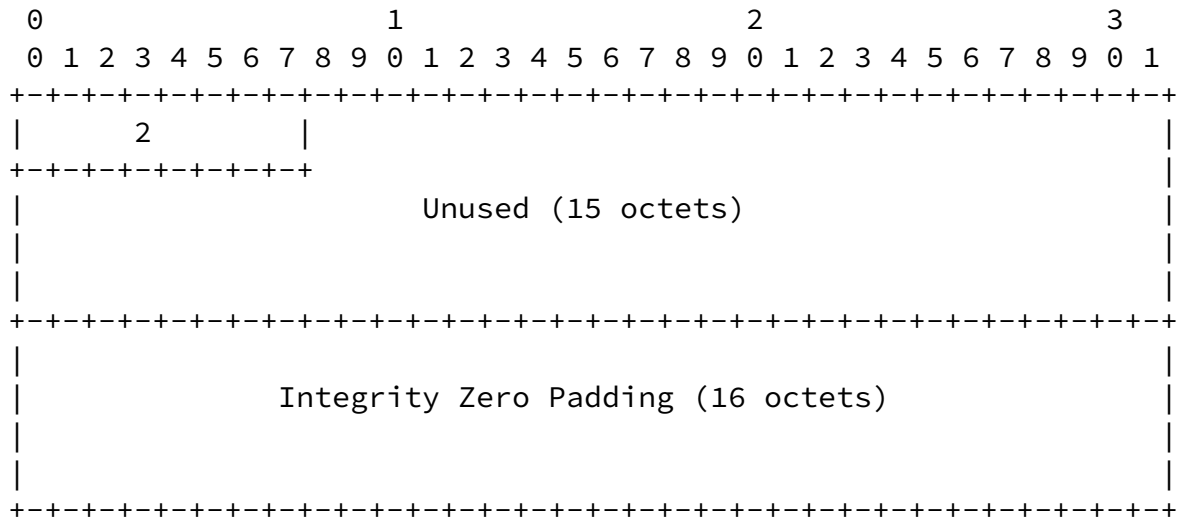 0                   1                   2                   3
 0 1 2 3 4 5 6 7 8 9 0 1 2 3 4 5 6 7 8 9 0 1 2 3 4 5 6 7 8 9 0 1
+-+-+-+-+-+-+-+-+-+-+-+-+-+-+-+-+-+-+-+-+-+-+-+-+-+-+-+-+-+-+-+-+
|      2        |                                               |
+-+-+-+-+-+-+-+-+                                               |
|                      Unused (15 octets)                       |
|                                                               |
|                                                               |
+-+-+-+-+-+-+-+-+-+-+-+-+-+-+-+-+-+-+-+-+-+-+-+-+-+-+-+-+-+-+-+-+
|                                                               |
|              Integrity Zero Padding (16 octets)               |
|                                                               |
|                                                               |
+-+-+-+-+-+-+-+-+-+-+-+-+-+-+-+-+-+-+-+-+-+-+-+-+-+-+-+-+-+-+-+-+